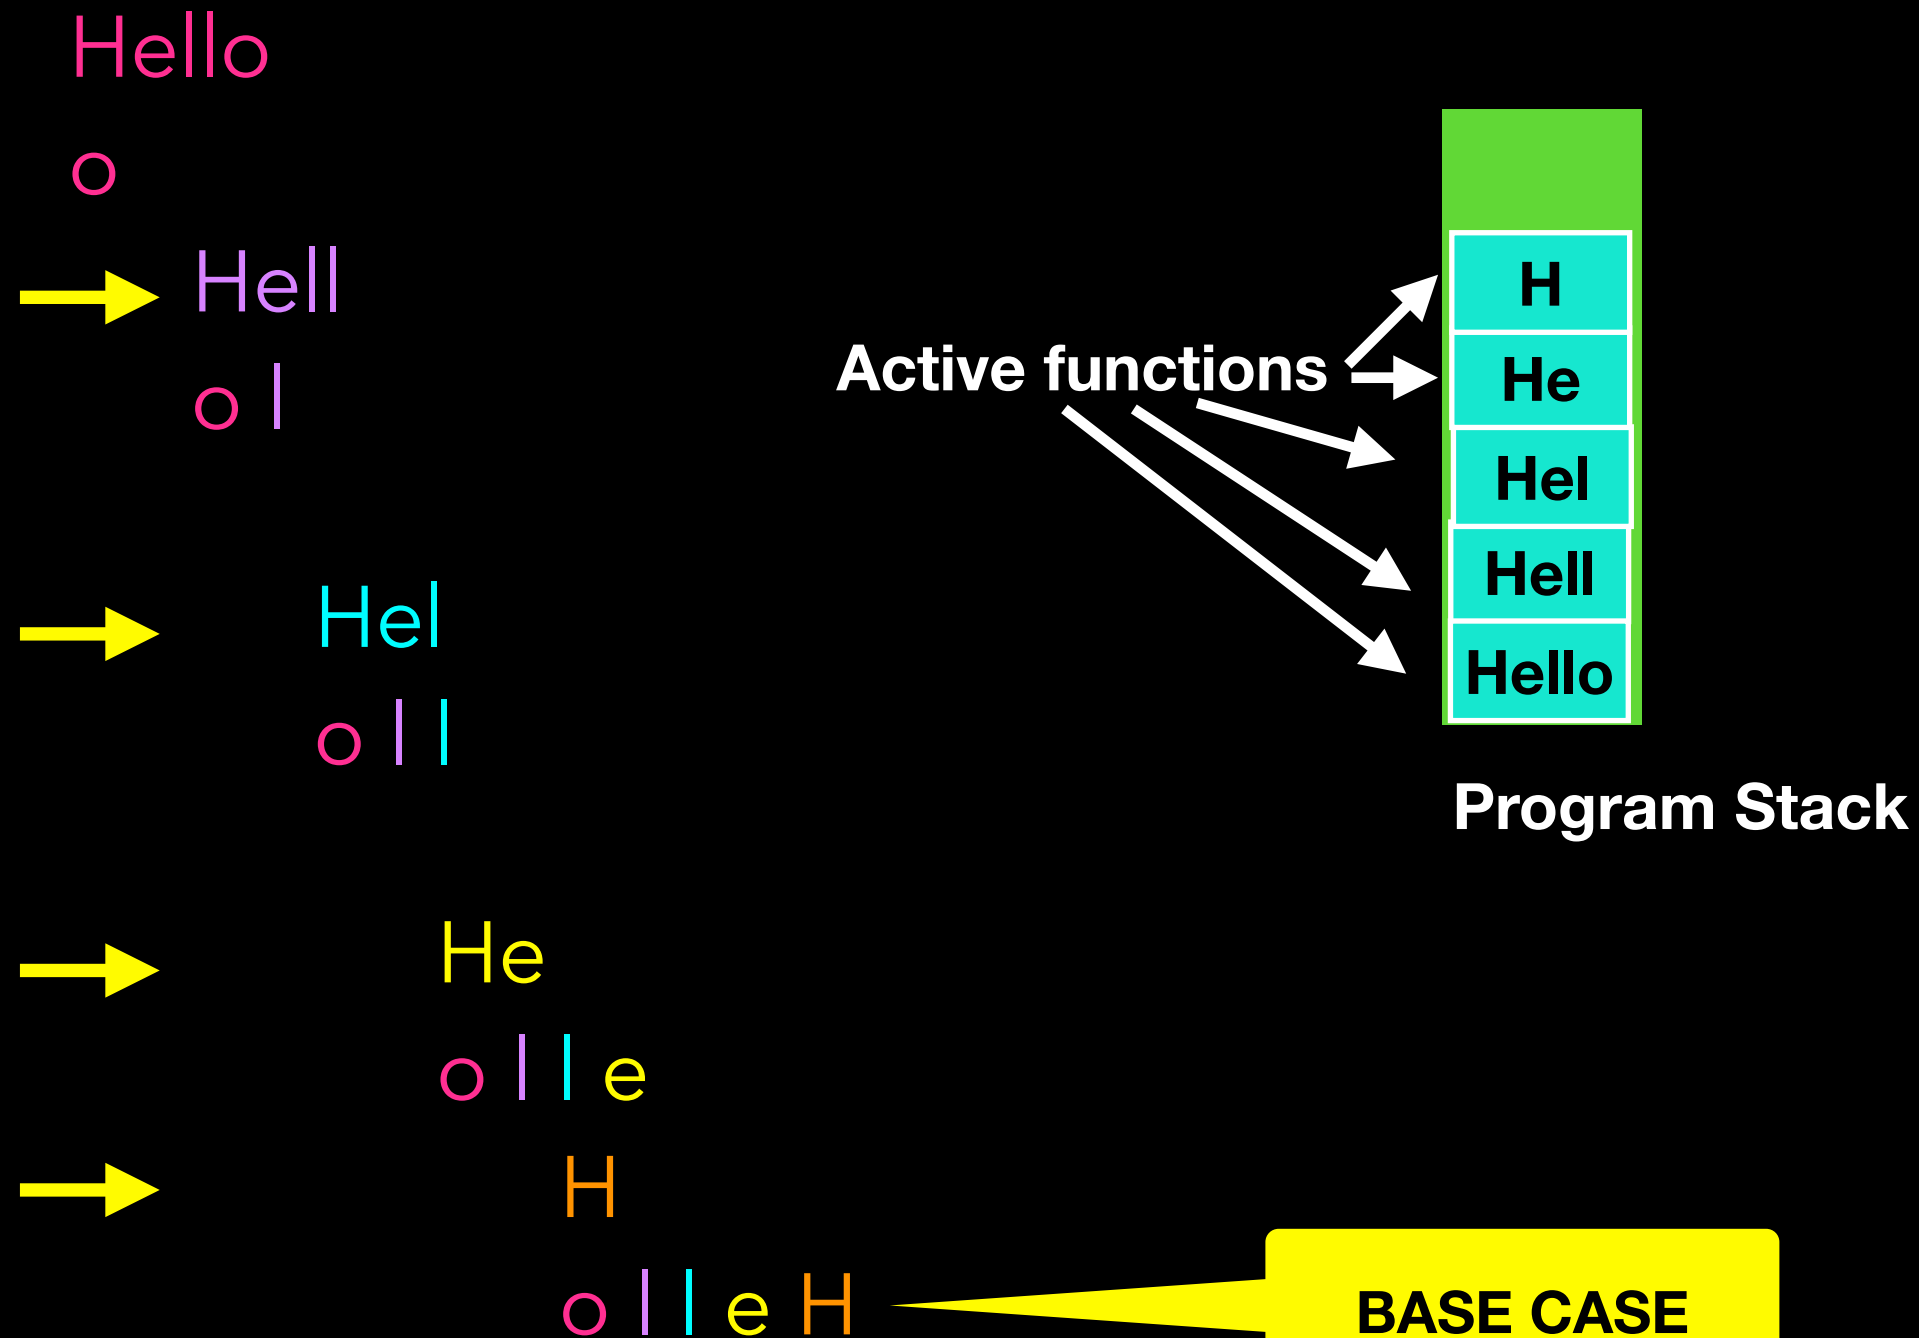 Hello
o
Hell
o l
Hel
o l l
He
o l l e
H
o l l e H
Active functions
H
He
Hel
Hell
Hello
Program Stack
BASE CASE